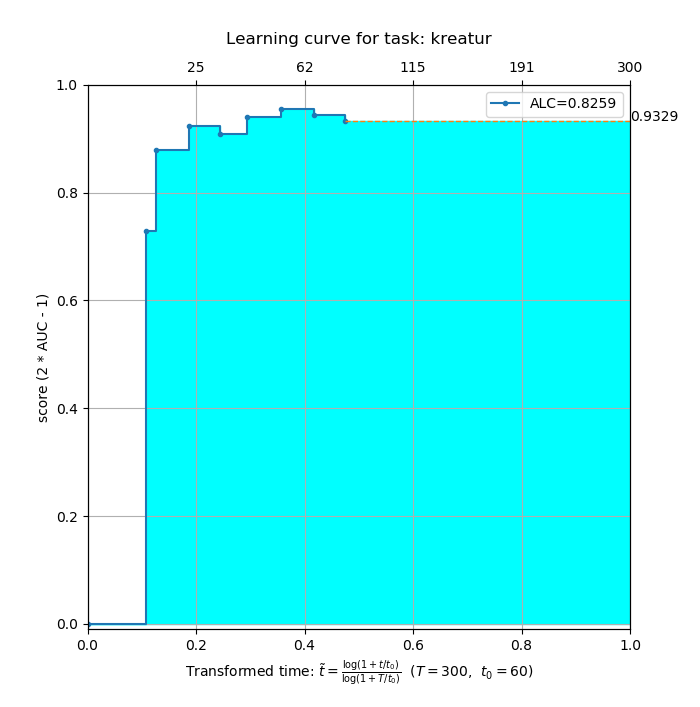 Learning curve for task: kreatur
25 62 115 191 300
1.0
ALC=0.8259
0.9329
0.8
0.6
0.4
0.2
0.0
score (2 * AUC - 1)
0.0 0.2 0.4 0.6 0.8 1.0
Transformed time: t̃ = log(1 + t/t₀) / log(1 + T/t₀) (T = 300, t₀ = 60)